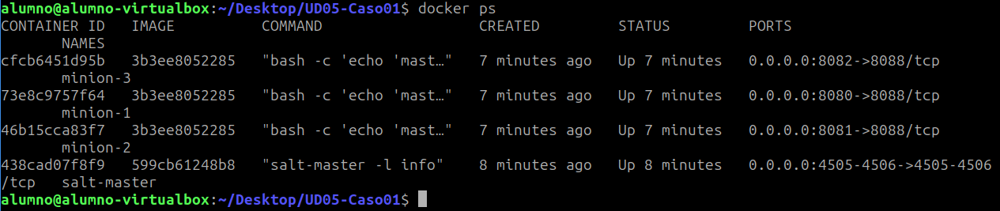 alumno@alumno-virtualbox:~/Desktop/UD05-Caso01$ docker ps
CONTAINER ID   IMAGE          COMMAND                  CREATED         STATUS         PORTS
       NAMES
cfcb6451d95b   3b3ee8052285   "bash -c 'echo 'mast…"   7 minutes ago   Up 7 minutes   0.0.0.0:8082->8088/tcp
       minion-3
73e8c9757f64   3b3ee8052285   "bash -c 'echo 'mast…"   7 minutes ago   Up 7 minutes   0.0.0.0:8080->8088/tcp
       minion-1
46b15cca83f7   3b3ee8052285   "bash -c 'echo 'mast…"   7 minutes ago   Up 7 minutes   0.0.0.0:8081->8088/tcp
       minion-2
438cad07f8f9   599cb61248b8   "salt-master -l info"    8 minutes ago   Up 8 minutes   0.0.0.0:4505-4506->4505-4506
/tcp   salt-master
alumno@alumno-virtualbox:~/Desktop/UD05-Caso01$